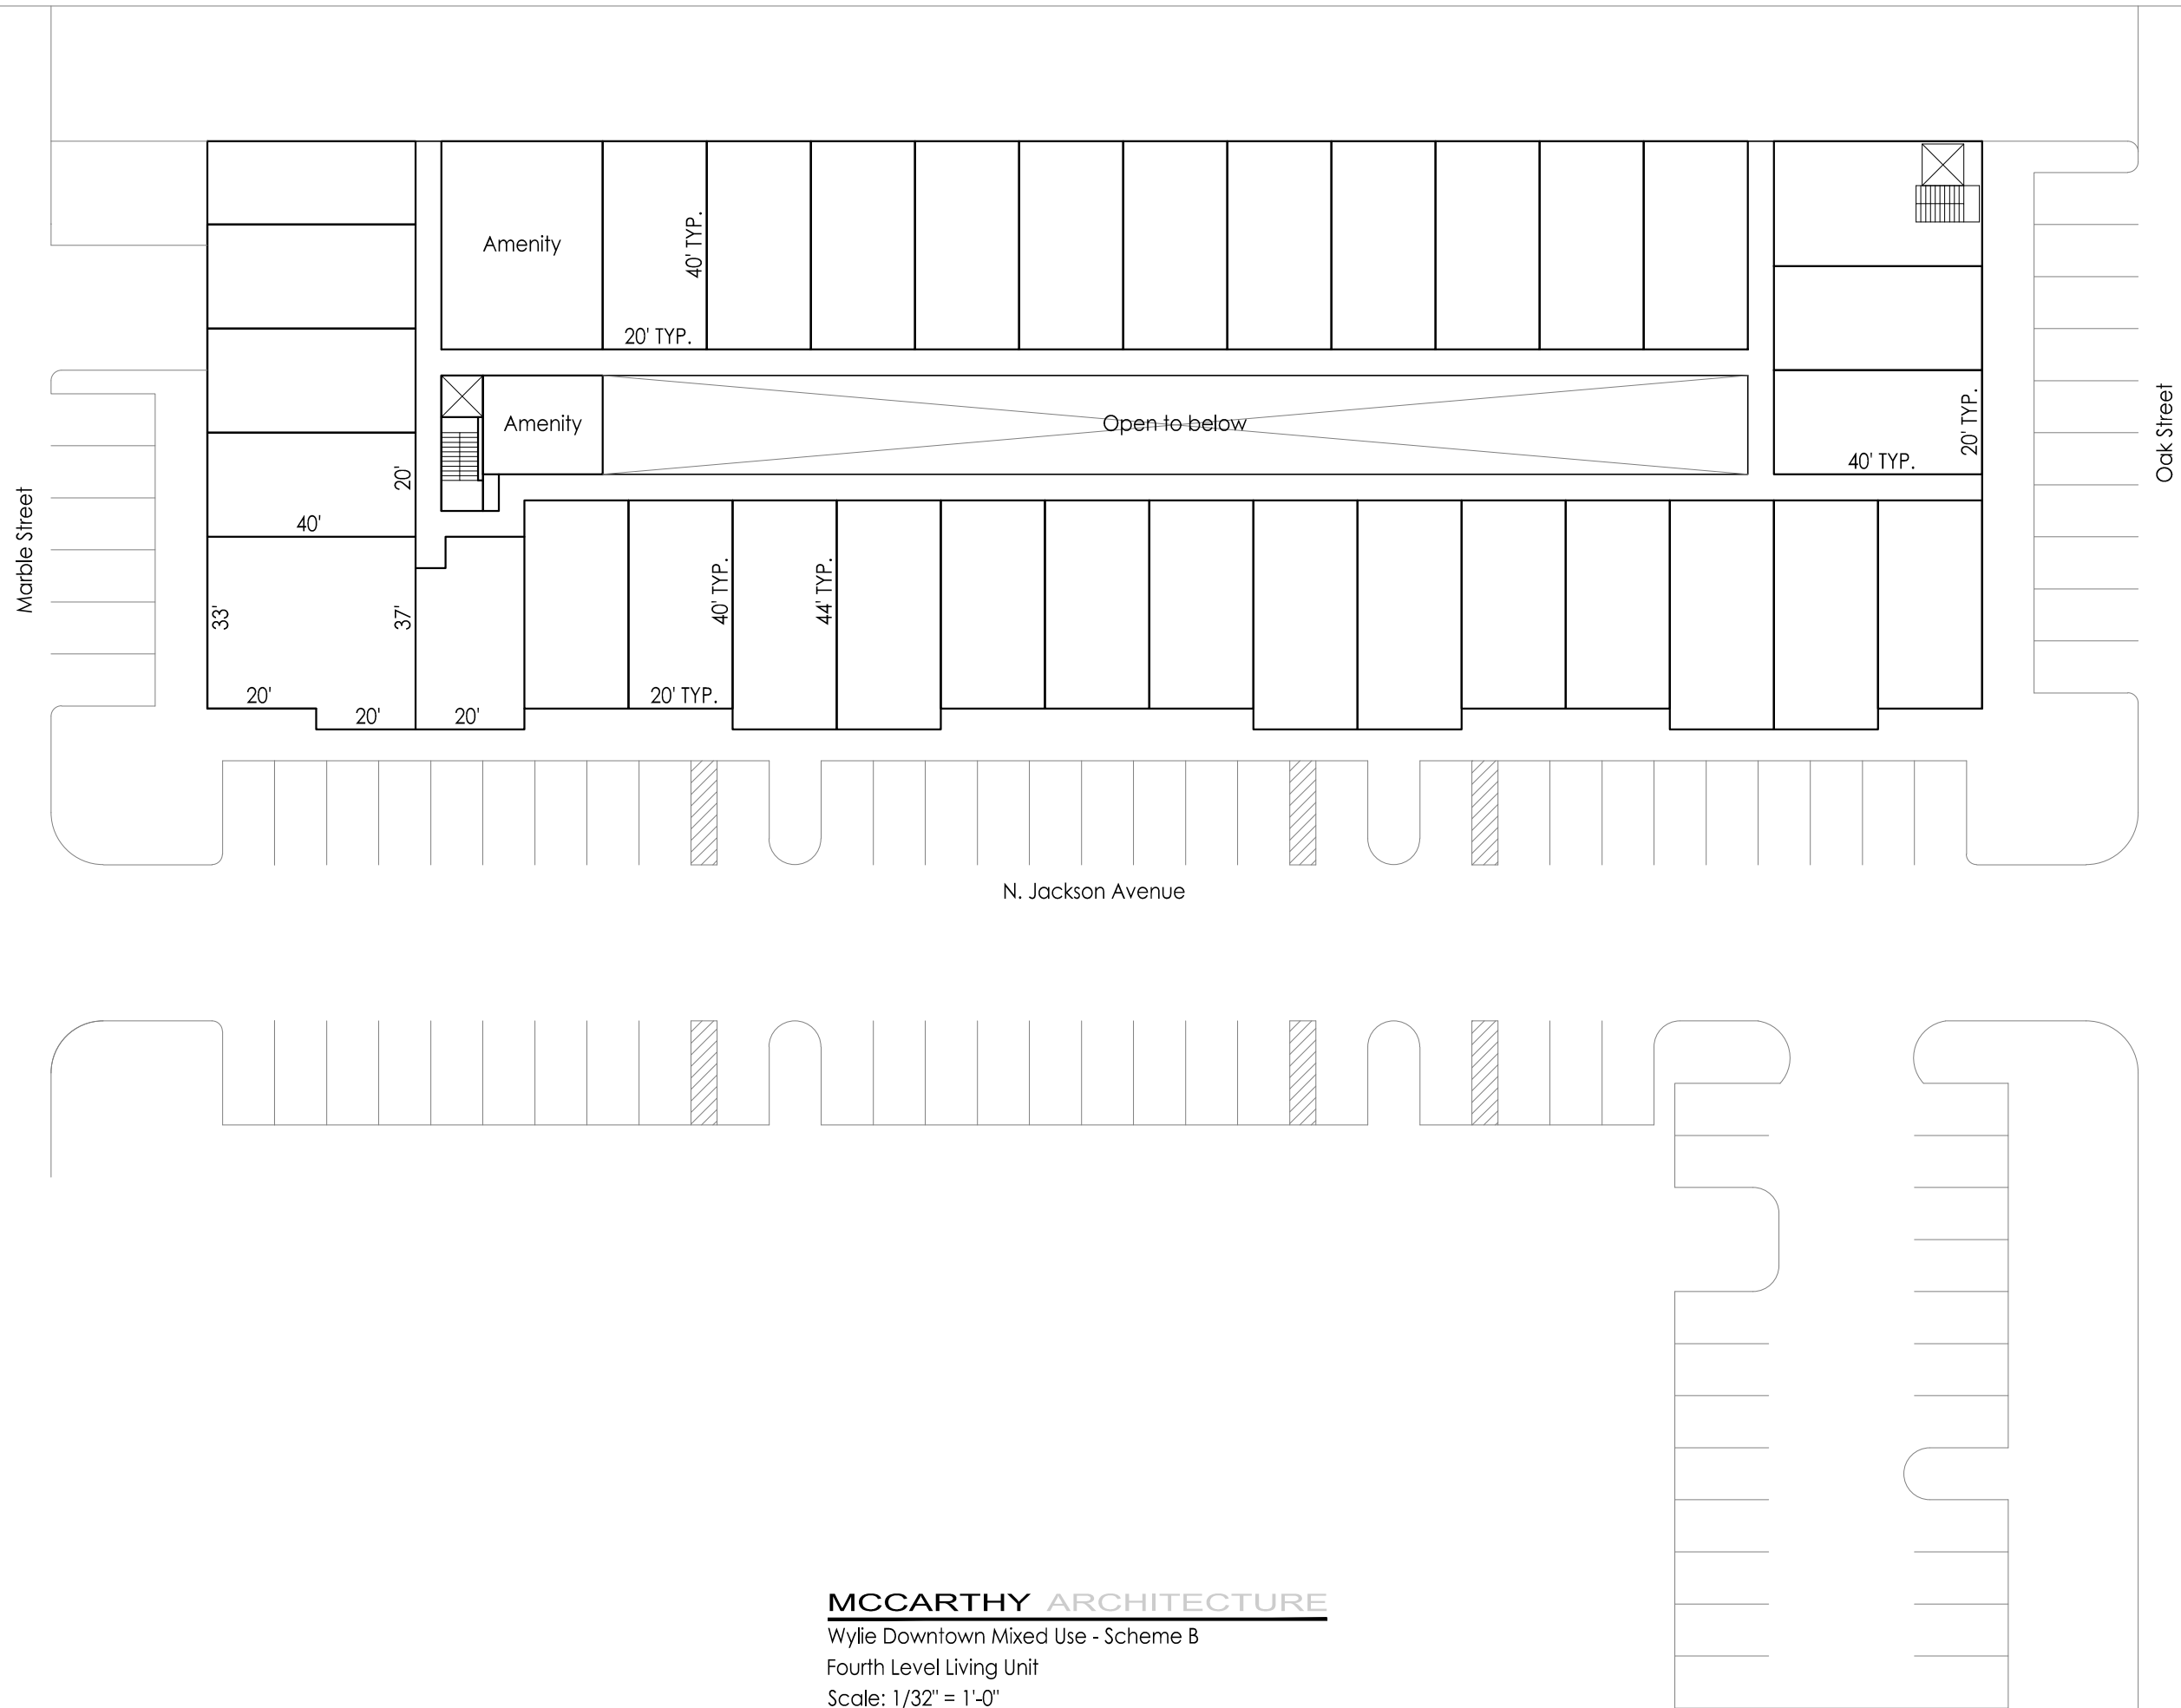 Amenity
40' TYP.
20' TYP.
Amenity
Open to below
20' TYP.
40' TYP.
Marble Street
Oak Street
20'
40'
33'
37'
40' TYP.
44' TYP.
20'
20'
20'
20' TYP.
N. Jackson Avenue
MCCARTHY ARCHITECTURE
Wylie Downtown Mixed Use - Scheme B
Fourth Level Living Unit
Scale: 1/32" = 1'-0"